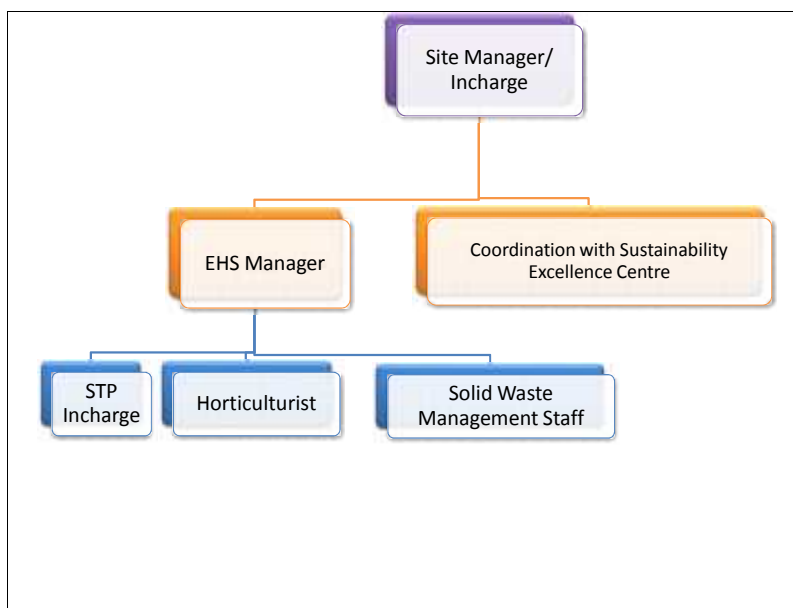 Site Manager/
Incharge
EHS Manager
Coordination with Sustainability
Excellence Centre
STP
Incharge
Horticulturist
Solid Waste
Management Staff